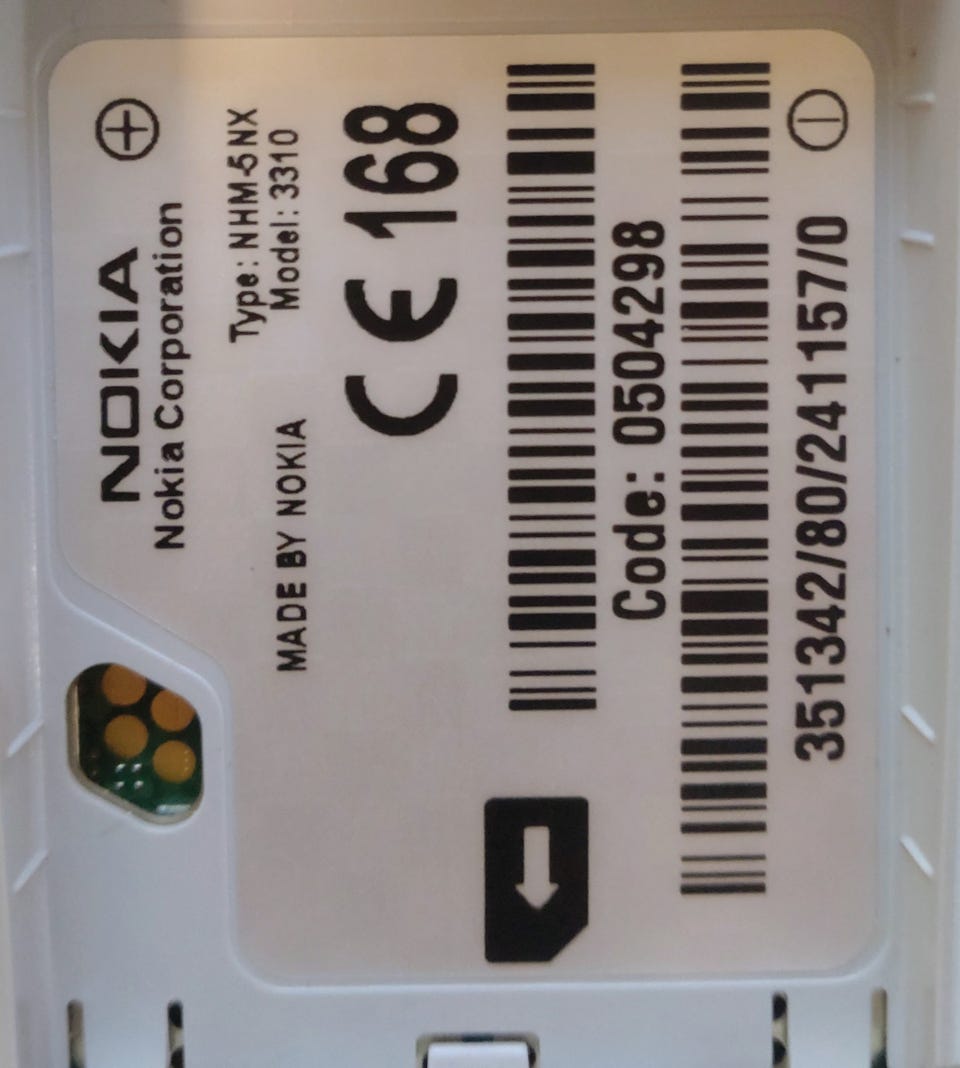 NOKIA
Nokia Corporation
Type: NHM-5NX
Model: 3310
MADE BY NOKIA
CE 168
Code: 0504298
351342/80/241157/0